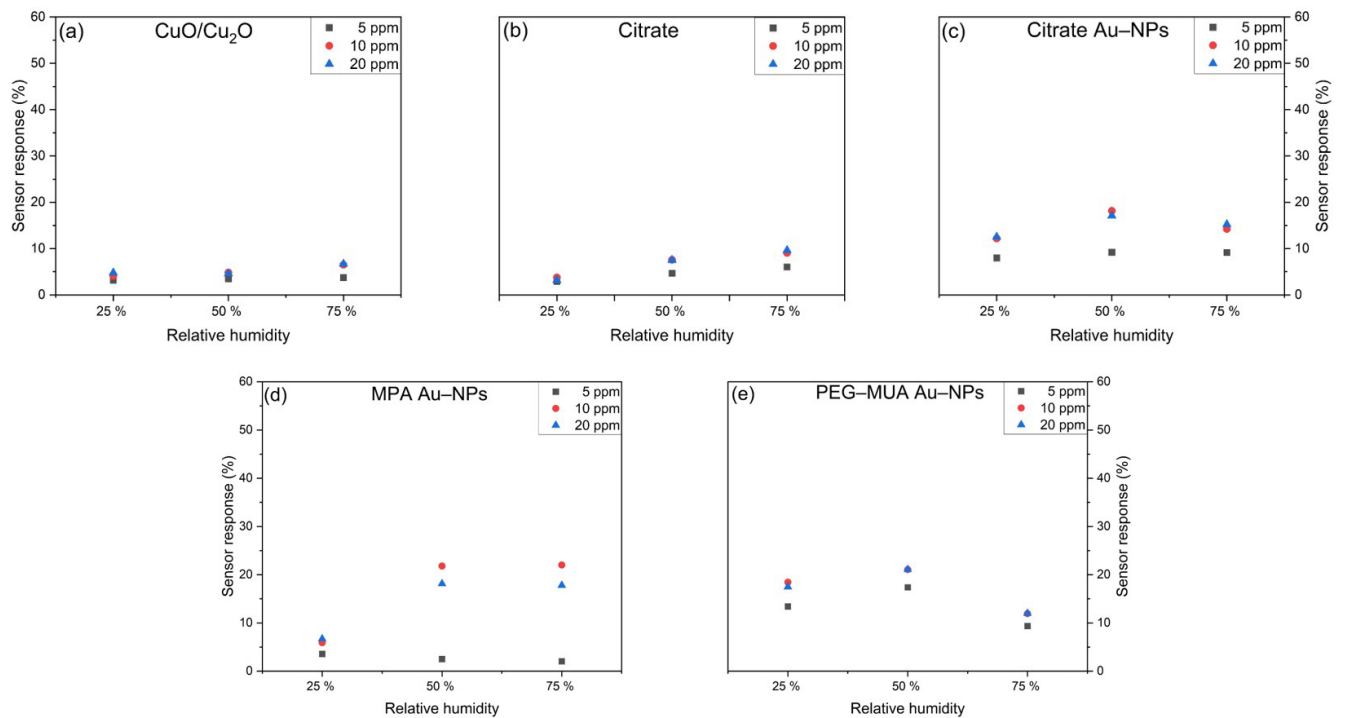 (a)
CuO/Cu₂O
5 ppm
10 ppm
20 ppm
60
50
40
30
20
10
0
Sensor response (%)
25 %
50 %
75 %
Relative humidity
(b)
Citrate
5 ppm
10 ppm
20 ppm
25 %
50 %
75 %
Relative humidity
(c)
Citrate Au–NPs
5 ppm
10 ppm
20 ppm
60
50
40
30
20
10
0
Sensor response (%)
25 %
50 %
75 %
Relative humidity
(d)
MPA Au–NPs
5 ppm
10 ppm
20 ppm
60
50
40
30
20
10
0
Sensor response (%)
25 %
50 %
75 %
Relative humidity
(e)
PEG–MUA Au–NPs
5 ppm
10 ppm
20 ppm
60
50
40
30
20
10
0
Sensor response (%)
25 %
50 %
75 %
Relative humidity